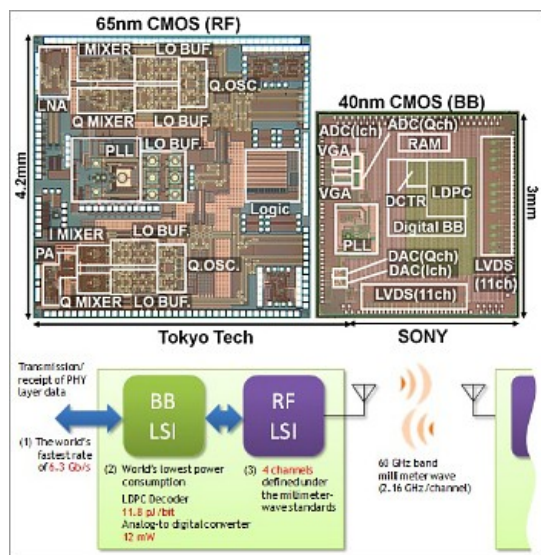 65nm CMOS (RF)
I MIXER
LO BUF.
Q.OSC.
LNA
Q MIXER
LO BUF.
PLL
Logic
I MIXER
LO BUF.
PA
Q.OSC.
Q MIXER
LO BUF.
4.2mm
40nm CMOS (BB)
ADC(Ich)
ADC(Qch)
VGA
RAM
VGA
LDPC
DCTR
Digital BB
PLL
DAC(Qch)
DAC(Ich)
LVDS
(11ch)
LVDS(11ch)
3mm
Tokyo Tech
SONY
Transmission/
receipt of PHY
layer data
BB
LSI
RF
LSI
(1) The world's
fastest rate
of 6.3 Gb/s
(2) World's lowest power
consumption
LDPC Decoder
11.8 pJ/bit
Analog-to digital converter
12 mW
(3) 4 channels
defined under
the millimeter-
wave standards
60 GHz band
millimeter wave
(2.16 GHz/channel)